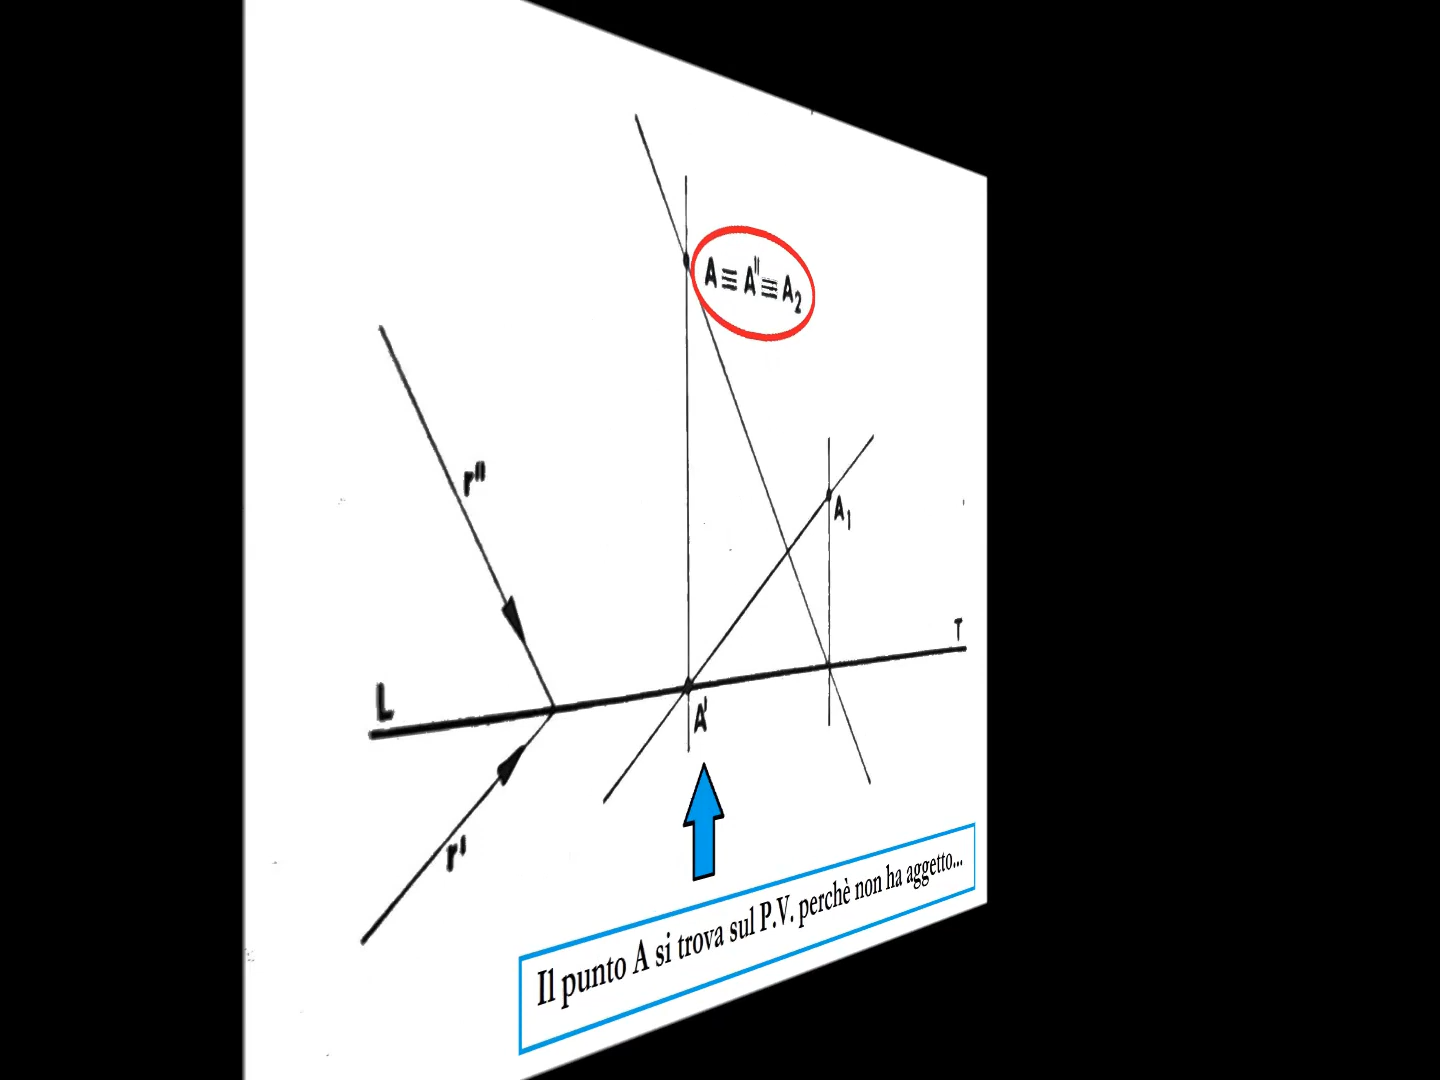 A≡A"≡A₂
r"
A₁
T
L
A'
r'
Il punto A si trova sul P.V. perchè non ha aggetto...